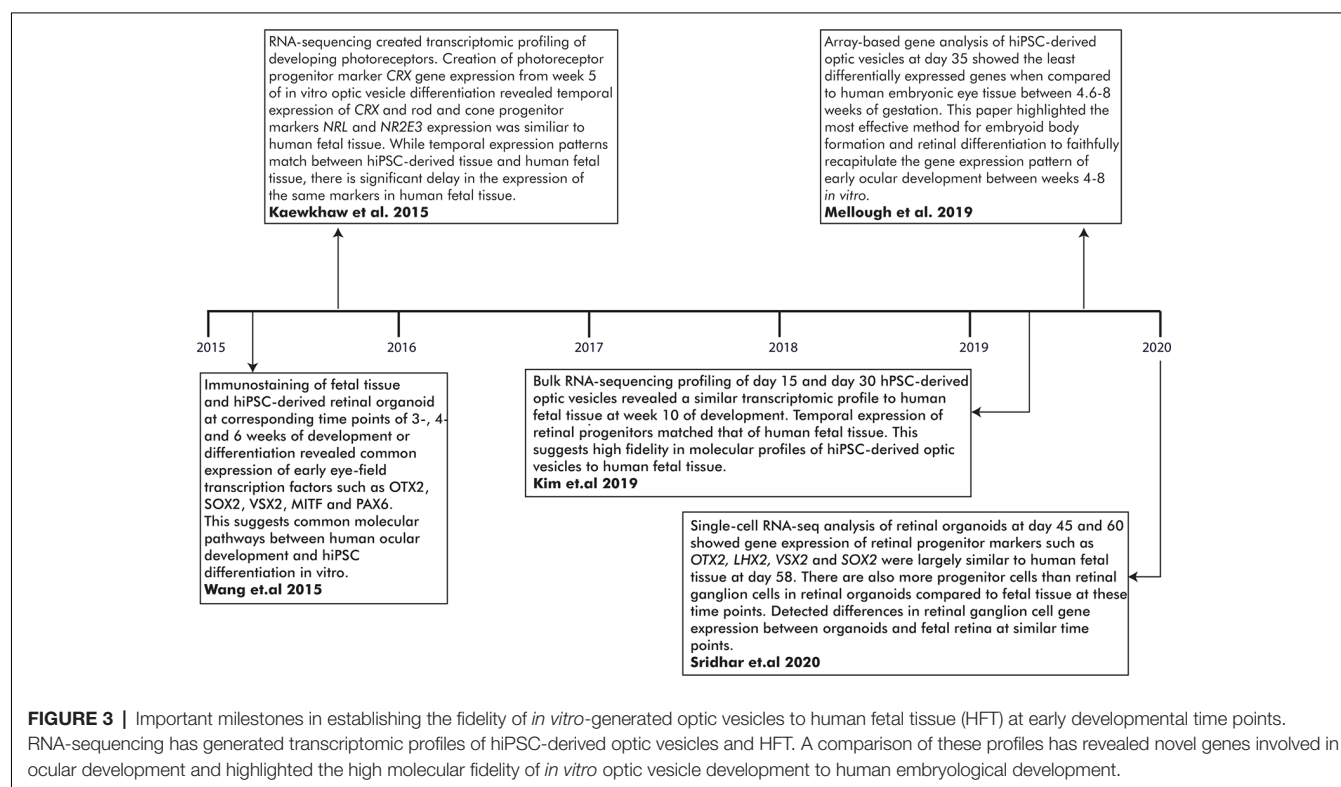 RNA-sequencing created transcriptomic profiling of
developing photoreceptors. Creation of photoreceptor
progenitor marker CRX gene expression from week 5
of in vitro optic vesicle differentiation revealed temporal
expression of CRX and rod and cone progenitor
markers NRL and NR2E3 expression was similiar to
human fetal tissue. While temporal expression patterns
match between hiPSC-derived tissue and human fetal
tissue, there is significant delay in the expression of
the same markers in human fetal tissue.
Kaewkhaw et al. 2015
Array-based gene analysis of hiPSC-derived
optic vesicles at day 35 showed the least
differentially expressed genes when compared
to human embryonic eye tissue between 4.6-8
weeks of gestation. This paper highlighted the
most effective method for embryoid body
formation and retinal differentiation to faithfully
recapitulate the gene expression pattern of
early ocular development between weeks 4-8
in vitro.
Mellough et al. 2019
2015
2016
2017
2018
2019
2020
Immunostaining of fetal tissue
and hiPSC-derived retinal organoid
at corresponding time points of 3-, 4-
and 6 weeks of development or
differentiation revealed common
expression of early eye-field
transcription factors such as OTX2,
SOX2, VSX2, MITF and PAX6.
This suggests common molecular
pathways between human ocular
development and hiPSC
differentiation in vitro.
Wang et.al 2015
Bulk RNA-sequencing profiling of day 15 and day 30 hPSC-derived
optic vesicles revealed a similar transcriptomic profile to human
fetal tissue at week 10 of development. Temporal expression of
retinal progenitors matched that of human fetal tissue. This
suggests high fidelity in molecular profiles of hiPSC-derived optic
vesicles to human fetal tissue.
Kim et.al 2019
Single-cell RNA-seq analysis of retinal organoids at day 45 and 60
showed gene expression of retinal progenitor markers such as
OTX2, LHX2, VSX2 and SOX2 were largely similar to human fetal
tissue at day 58. There are also more progenitor cells than retinal
ganglion cells in retinal organoids compared to fetal tissue at these
time points. Detected differences in retinal ganglion cell gene
expression between organoids and fetal retina at similar time
points.
Sridhar et.al 2020
FIGURE 3 | Important milestones in establishing the fidelity of in vitro-generated optic vesicles to human fetal tissue (HFT) at early developmental time points.
RNA-sequencing has generated transcriptomic profiles of hiPSC-derived optic vesicles and HFT. A comparison of these profiles has revealed novel genes involved in
ocular development and highlighted the high molecular fidelity of in vitro optic vesicle development to human embryological development.